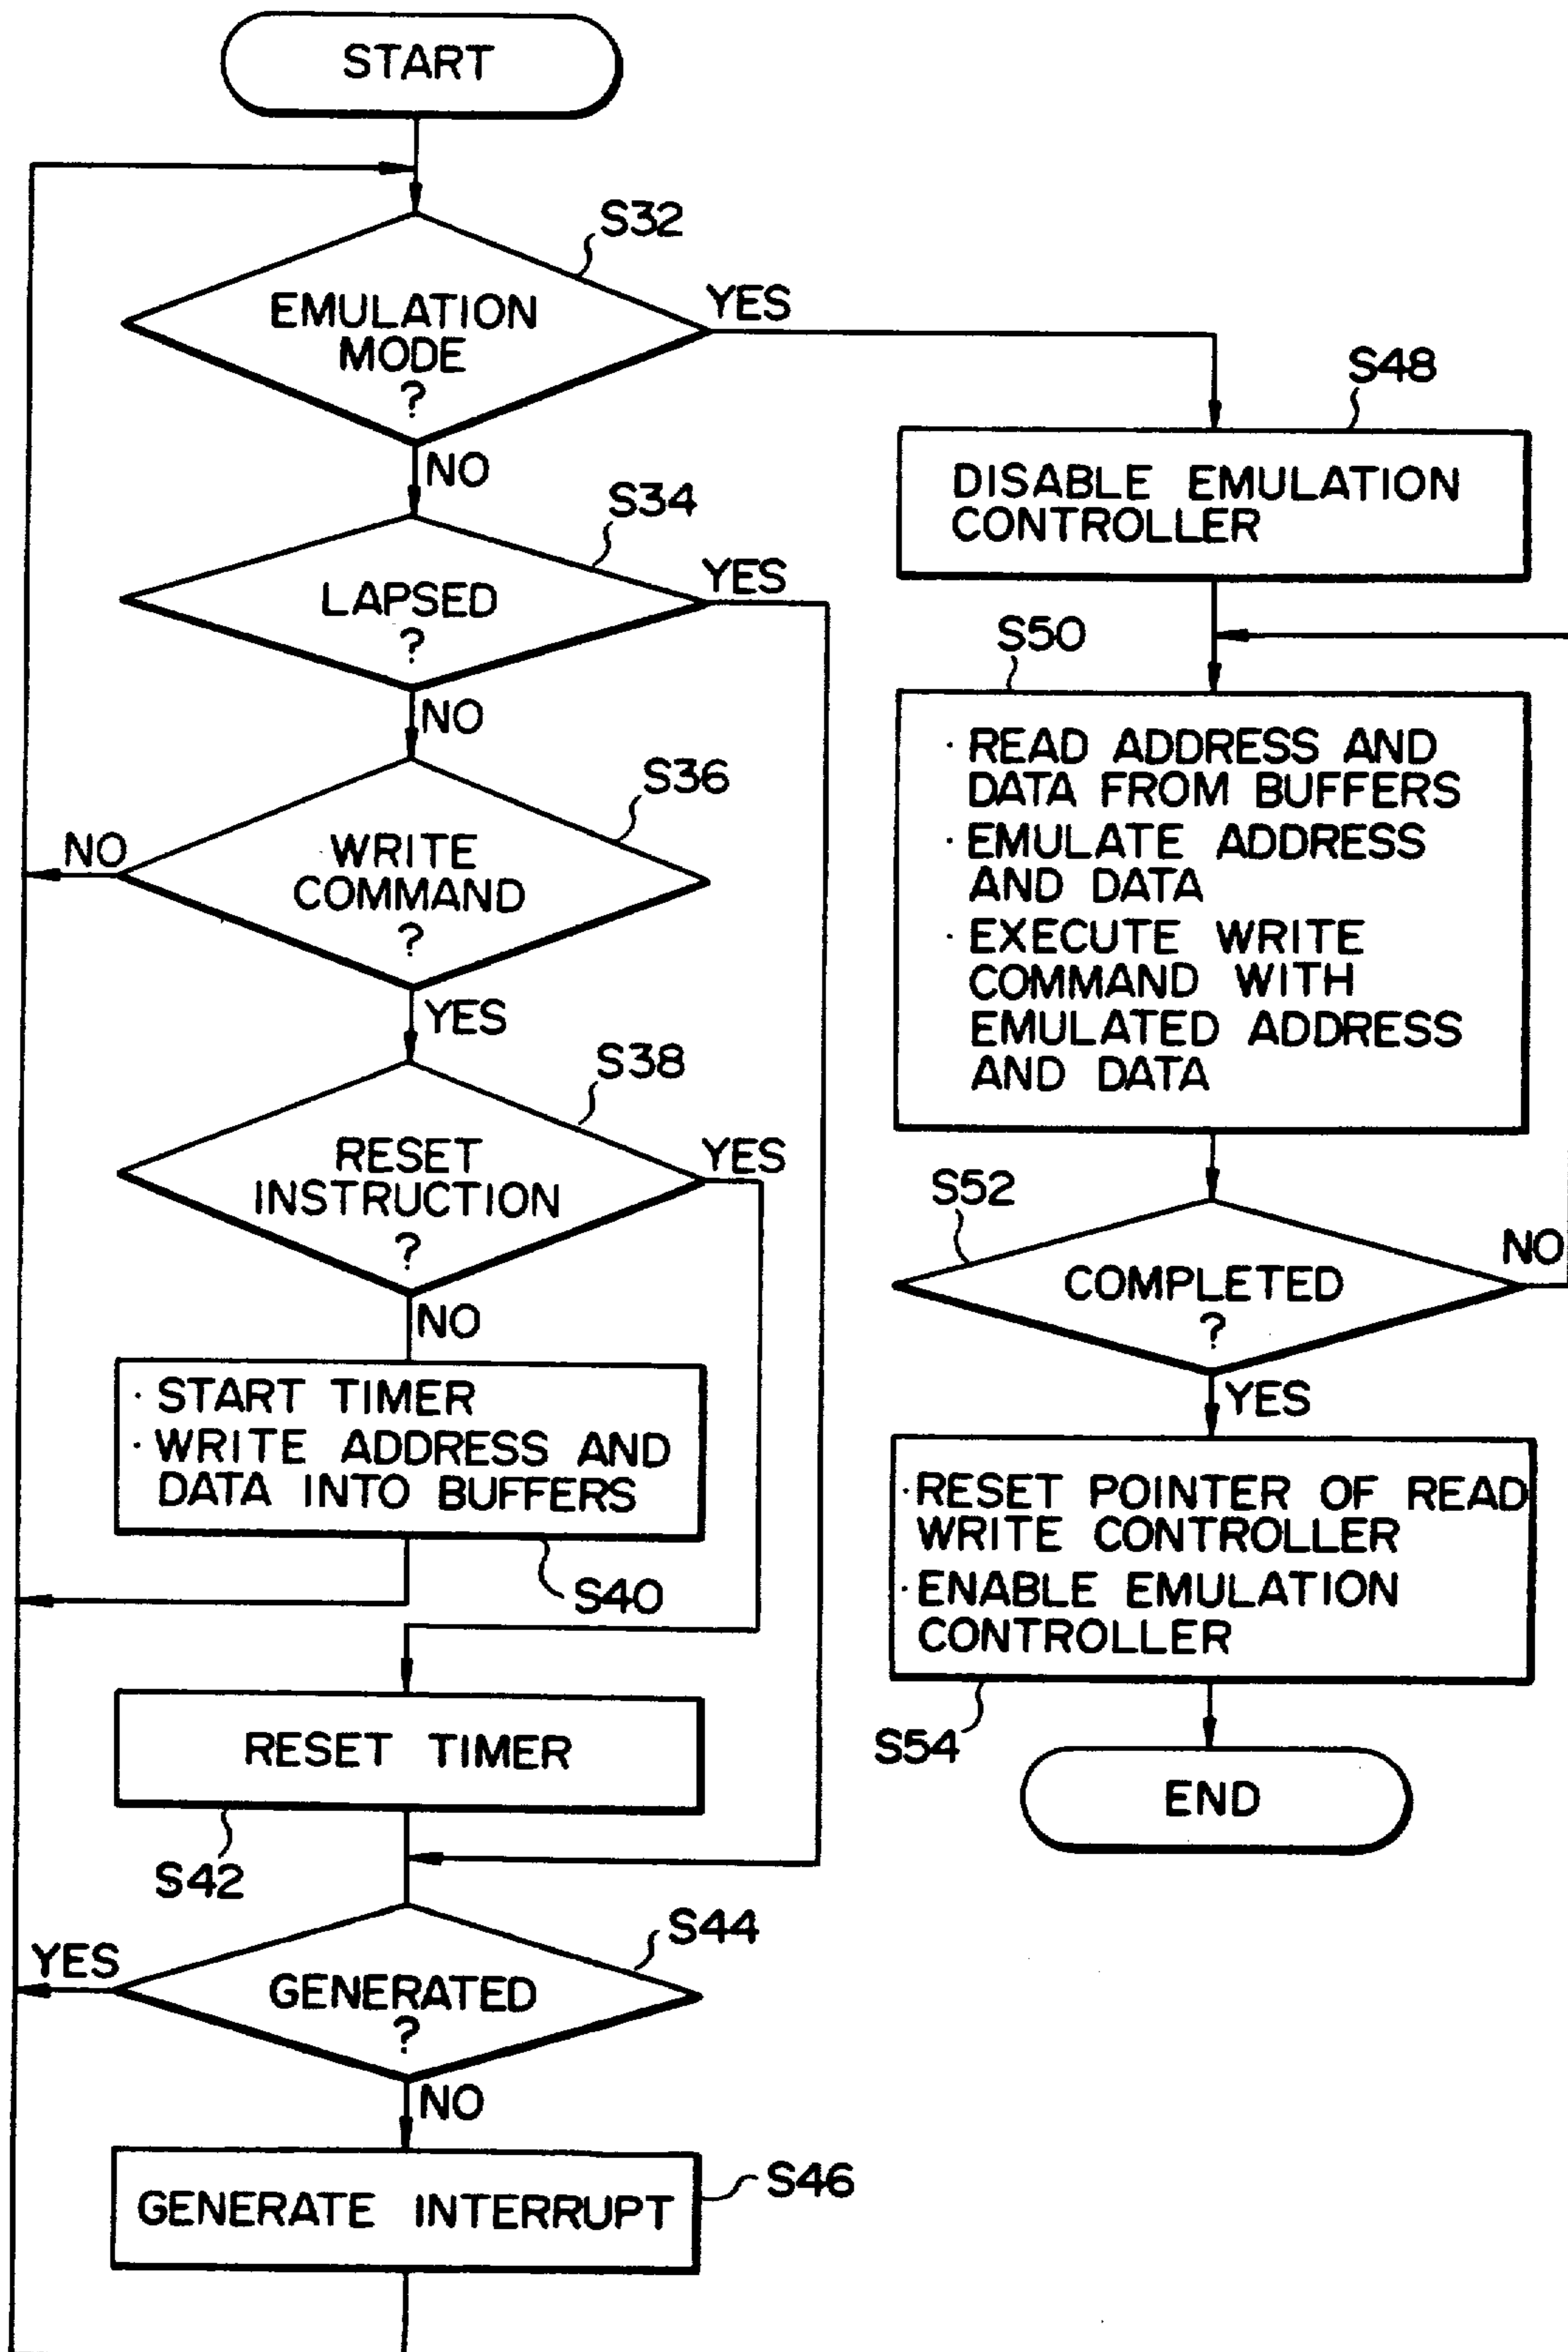 START
S32
EMULATION
MODE
?
YES
NO
S34
LAPSED
?
YES
NO
S36
WRITE
COMMAND
?
NO
YES
S38
RESET
INSTRUCTION
?
YES
NO
· START TIMER
· WRITE ADDRESS AND
DATA INTO BUFFERS
S40
RESET TIMER
S42
S44
GENERATED
?
YES
NO
GENERATE INTERRUPT
S46
S48
DISABLE EMULATION
CONTROLLER
S50
· READ ADDRESS AND
DATA FROM BUFFERS
· EMULATE ADDRESS
AND DATA
· EXECUTE WRITE
COMMAND WITH
EMULATED ADDRESS
AND DATA
S52
COMPLETED
?
NO
YES
· RESET POINTER OF READ
WRITE CONTROLLER
· ENABLE EMULATION
CONTROLLER
S54
END